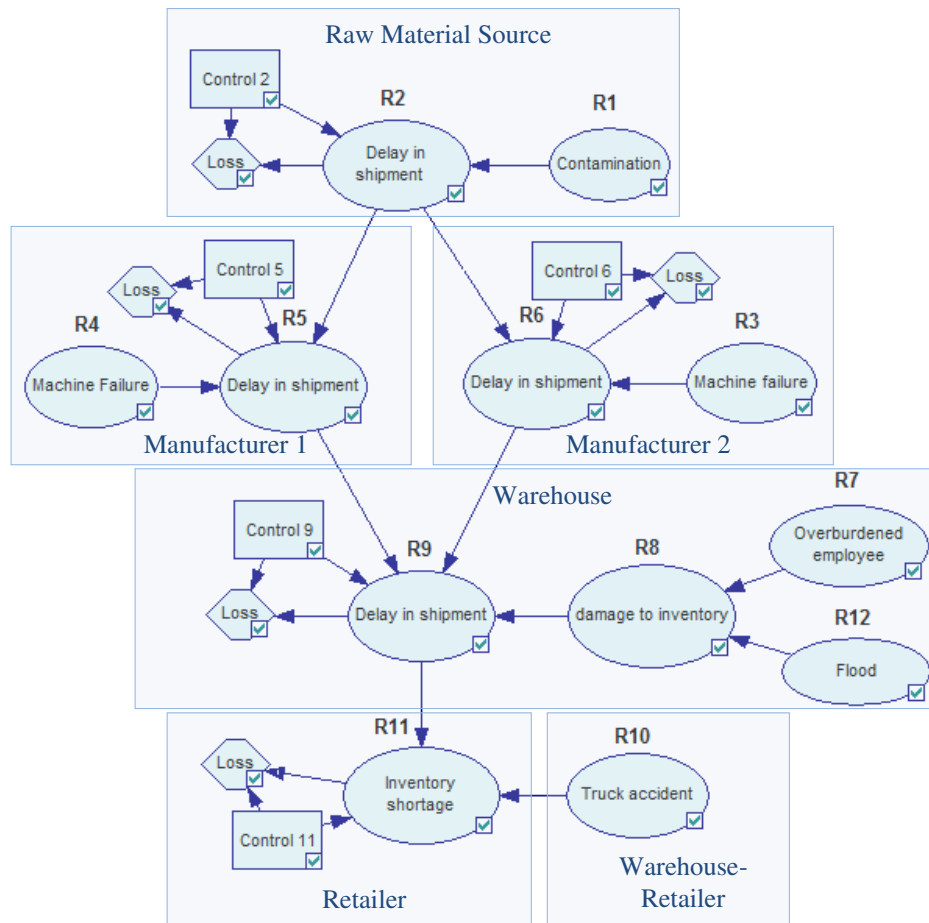 Raw Material Source
Control 2
R2
R1
Loss
Delay in
shipment
Contamination
Control 5
Loss
R5
R4
Machine Failure
Delay in shipment
Manufacturer 1
Control 6
Loss
R6
R3
Delay in shipment
Machine failure
Manufacturer 2
Warehouse
R7
Control 9
Overburdened
employee
R9
R8
Loss
Delay in shipment
damage to inventory
R12
Flood
R11
Loss
Inventory
shortage
Control 11
Retailer
R10
Truck accident
Warehouse-
Retailer